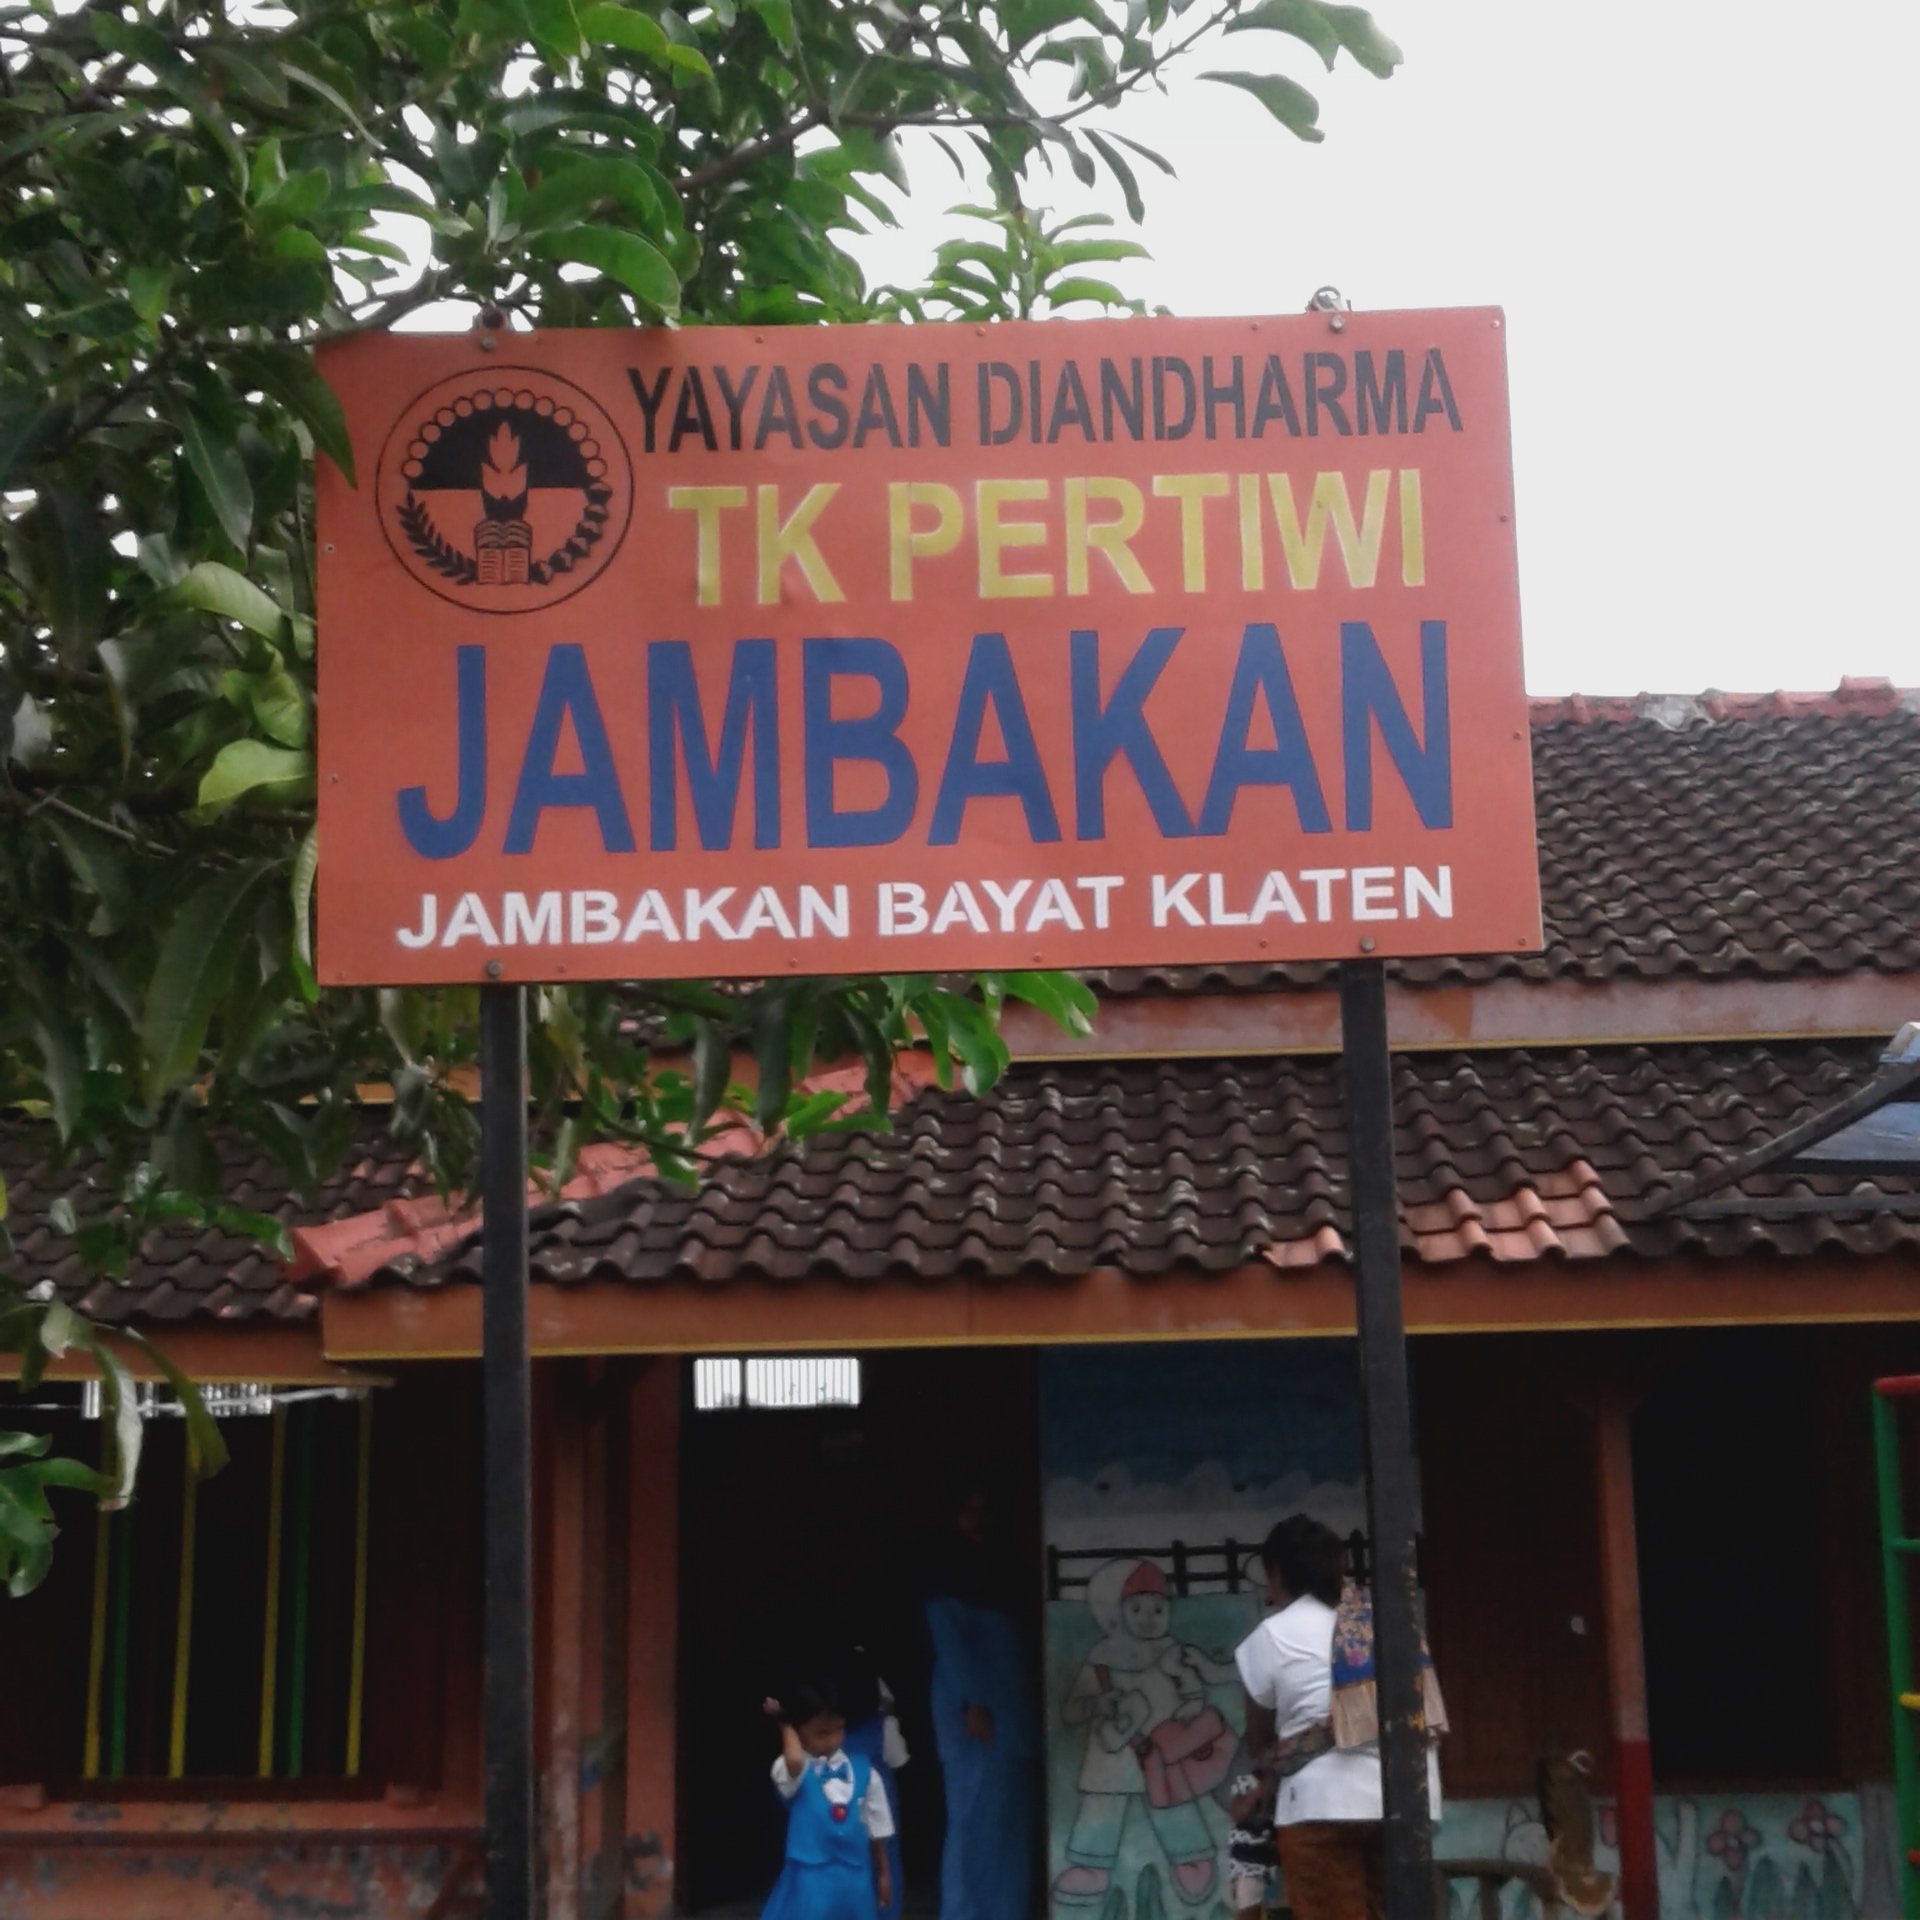 YAYASAN DIANDHARMA
TK PERTIWI
JAMBAKAN
JAMBAKAN BAYAT KLATEN